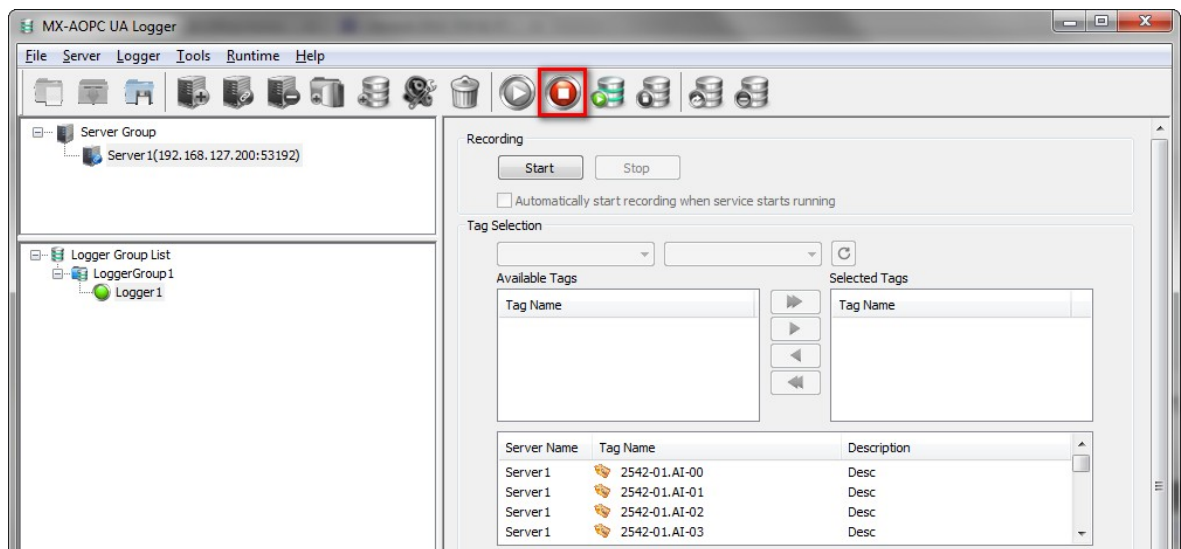 MX-AOPC UA Logger
File Server Logger Tools Runtime Help
Server Group
Server1(192.168.127.200:53192)
Logger Group List
LoggerGroup1
Logger1
Recording
Start Stop
Automatically start recording when service starts running
Tag Selection
Available Tags Selected Tags
Tag Name Tag Name
Server Name Tag Name Description
Server1 2542-01.AI-00 Desc
Server1 2542-01.AI-01 Desc
Server1 2542-01.AI-02 Desc
Server1 2542-01.AI-03 Desc